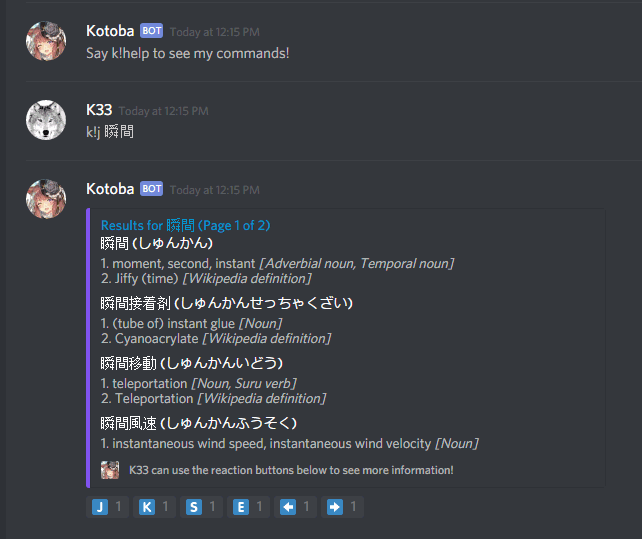 Kotoba BOT Today at 12:15 PM
Say k!help to see my commands!
K33 Today at 12:15 PM
k!j 瞬間
Kotoba BOT Today at 12:15 PM
Results for 瞬間 (Page 1 of 2)
瞬間 (しゅんかん)
1. moment, second, instant [Adverbial noun, Temporal noun]
2. Jiffy (time) [Wikipedia definition]
瞬間接着剤 (しゅんかんせっちゃくざい)
1. (tube of) instant glue [Noun]
2. Cyanoacrylate [Wikipedia definition]
瞬間移動 (しゅんかんいどう)
1. teleportation [Noun, Suru verb]
2. Teleportation [Wikipedia definition]
瞬間風速 (しゅんかんふうそく)
1. instantaneous wind speed, instantaneous wind velocity [Noun]
K33 can use the reaction buttons below to see more information!
J 1 K 1 S 1 E 1 ← 1 → 1